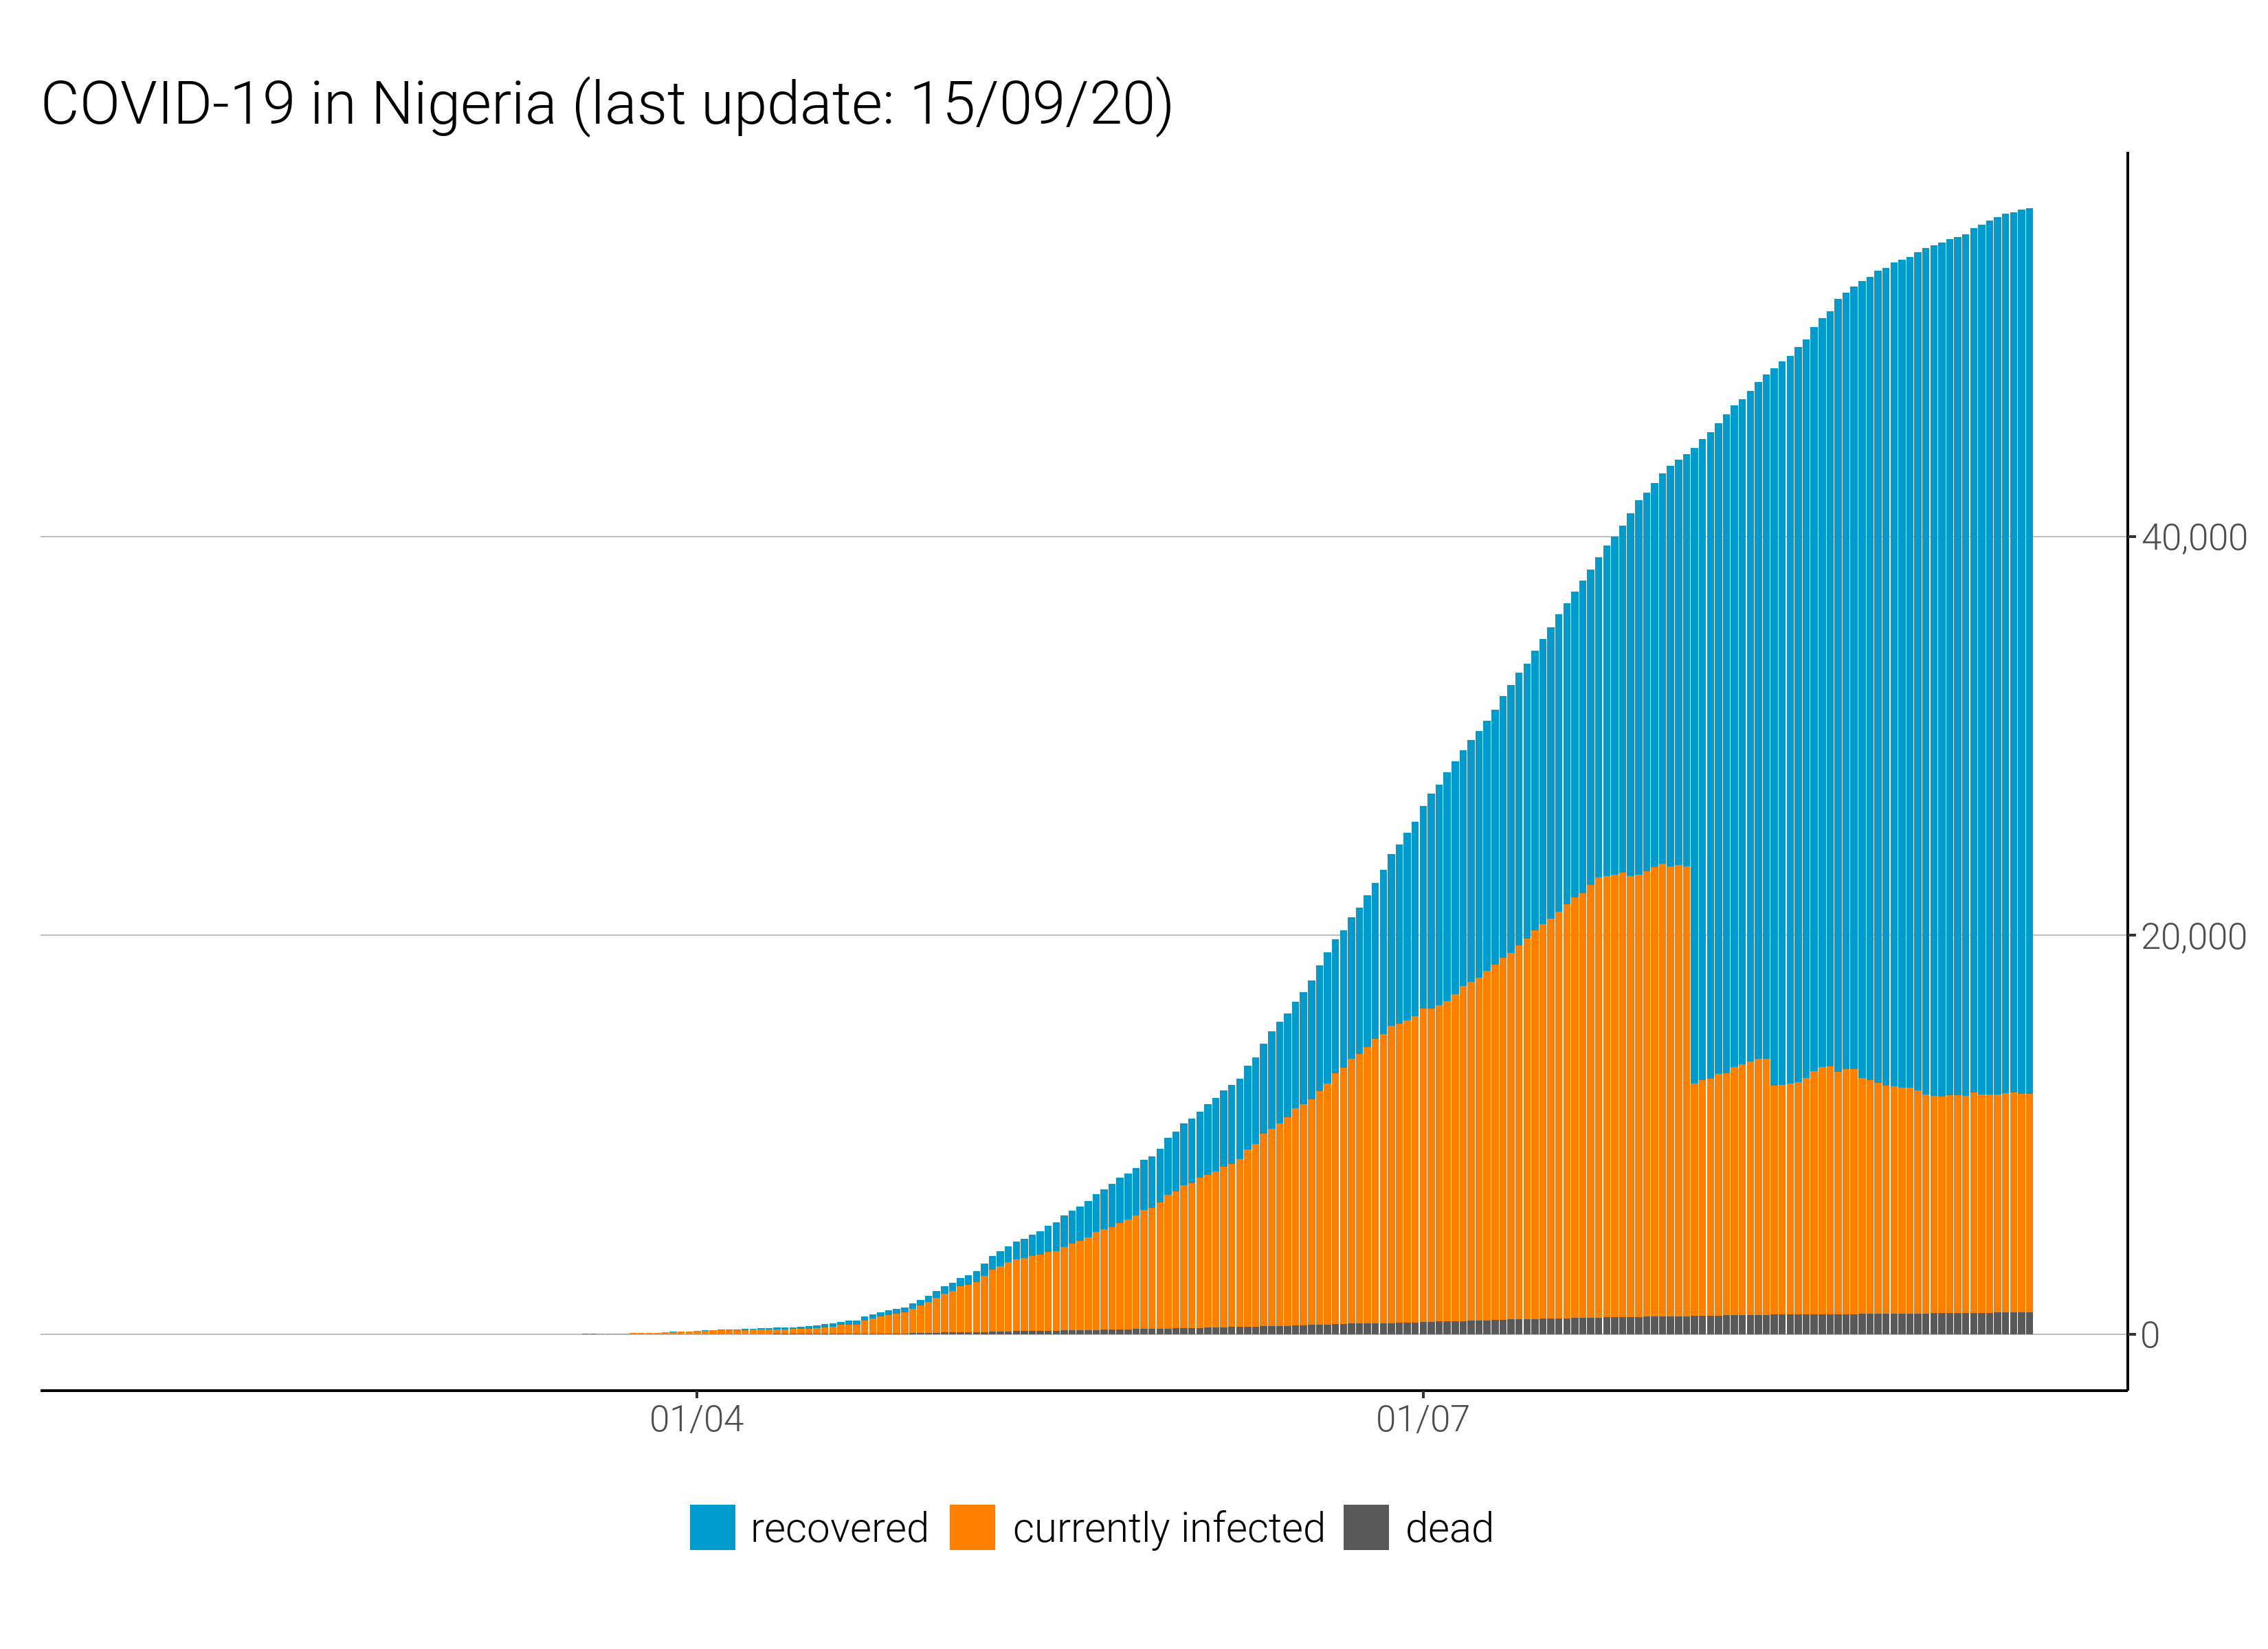 COVID-19 in Nigeria (last update: 15/09/20)
40,000
20,000
0
01/04 01/07
recovered currently infected dead